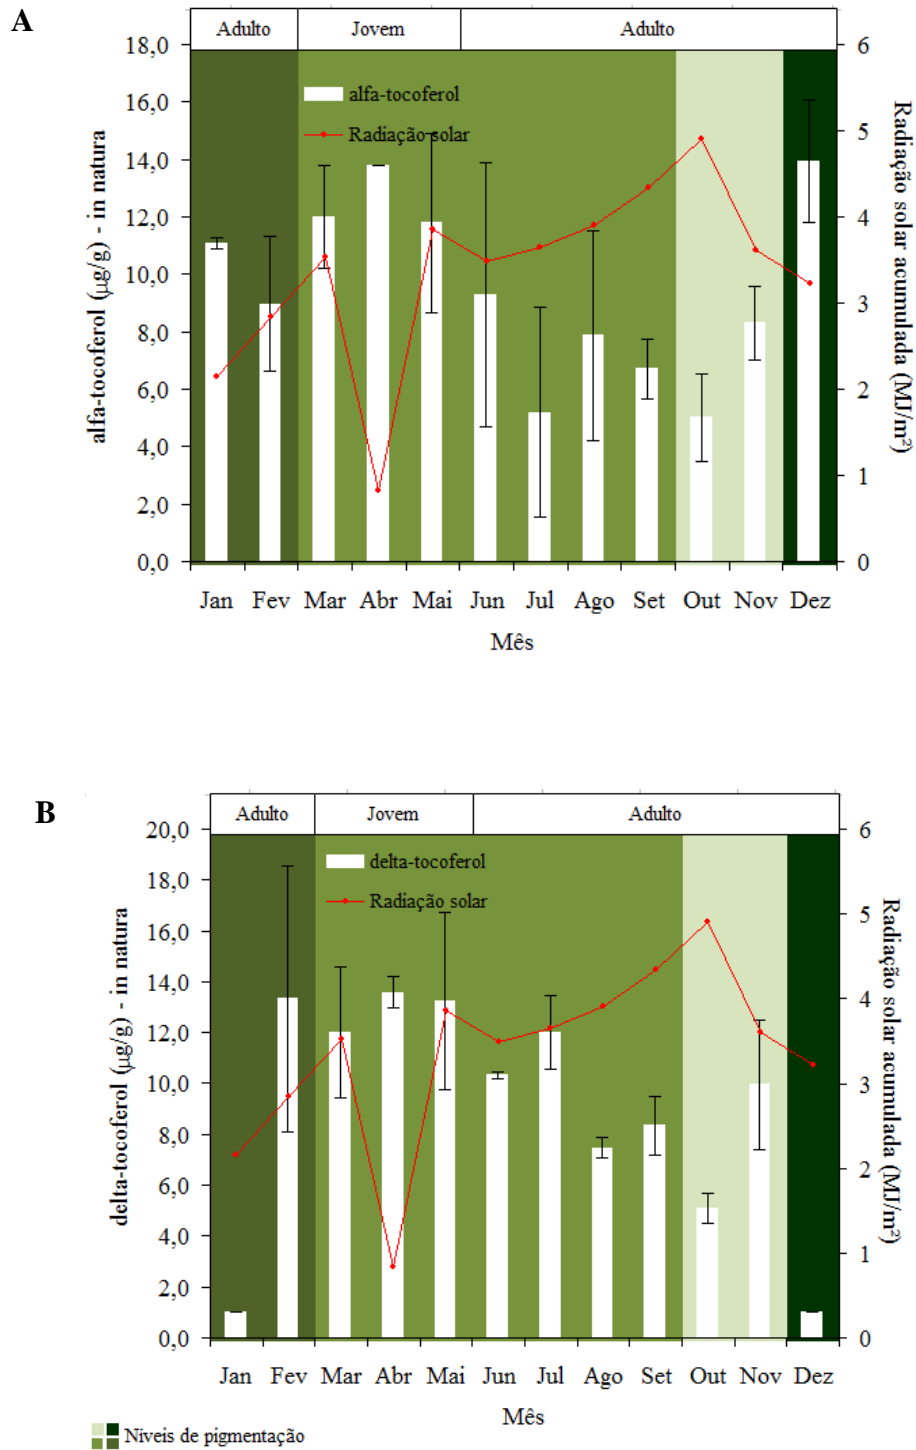 A
Adulto Jovem Adulto
alfa-tocoferol
Radiação solar
alfa-tocoferol (µg/g) - in natura
18,0
16,0
14,0
12,0
10,0
8,0
6,0
4,0
2,0
0,0
Radiação solar acumulada (MJ/m²)
6
5
4
3
2
1
0
Jan Fev Mar Abr Mai Jun Jul Ago Set Out Nov Dez
Mês
B
Adulto Jovem Adulto
delta-tocoferol
Radiação solar
delta-tocoferol (µg/g) - in natura
20,0
18,0
16,0
14,0
12,0
10,0
8,0
6,0
4,0
2,0
0,0
Radiação solar acumulada (MJ/m²)
6
5
4
3
2
1
0
Jan Fev Mar Abr Mai Jun Jul Ago Set Out Nov Dez
Mês
Niveis de pigmentação